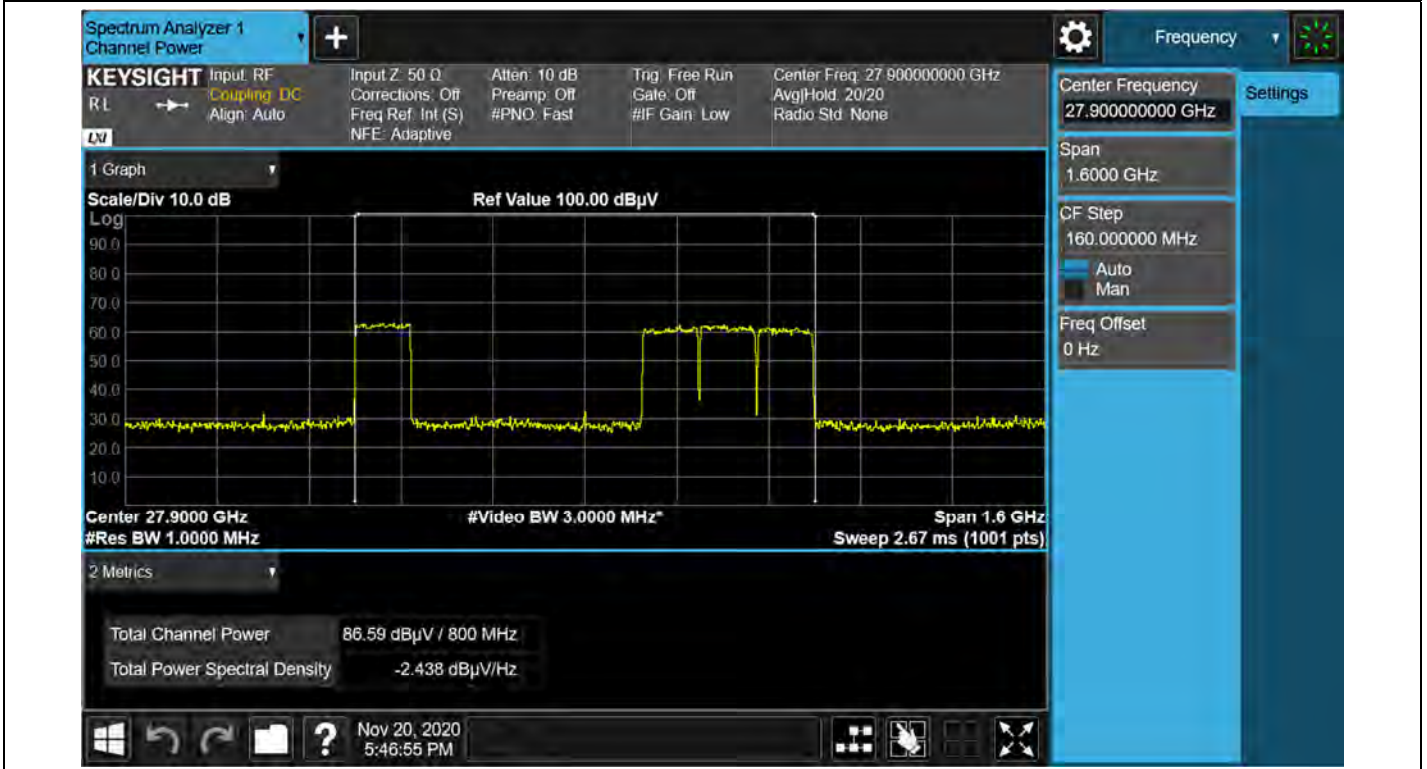 Spectrum Analyzer 1
Channel Power
+
Frequency
KEYSIGHT
RL
LXI
Input: RF
Coupling: DC
Align: Auto
Input Z: 50 Ω
Corrections: Off
Freq Ref: Int (S)
NFE: Adaptive
Atten: 10 dB
Preamp: Off
#PNO: Fast
Trig: Free Run
Gate: Off
#IF Gain: Low
Center Freq: 27.900000000 GHz
Avg|Hold: 20/20
Radio Std: None
Center Frequency
27.900000000 GHz
Settings
Span
1.6000 GHz
CF Step
160.000000 MHz
Auto
Man
Freq Offset
0 Hz
1 Graph
Scale/Div 10.0 dB
Ref Value 100.00 dBµV
Log
90.0
80.0
70.0
60.0
50.0
40.0
30.0
20.0
10.0
Center 27.9000 GHz
#Video BW 3.0000 MHz*
Span 1.6 GHz
#Res BW 1.0000 MHz
Sweep 2.67 ms (1001 pts)
2 Metrics
Total Channel Power 86.59 dBµV / 800 MHz
Total Power Spectral Density -2.438 dBµV/Hz
?
Nov 20, 2020
5:46:55 PM